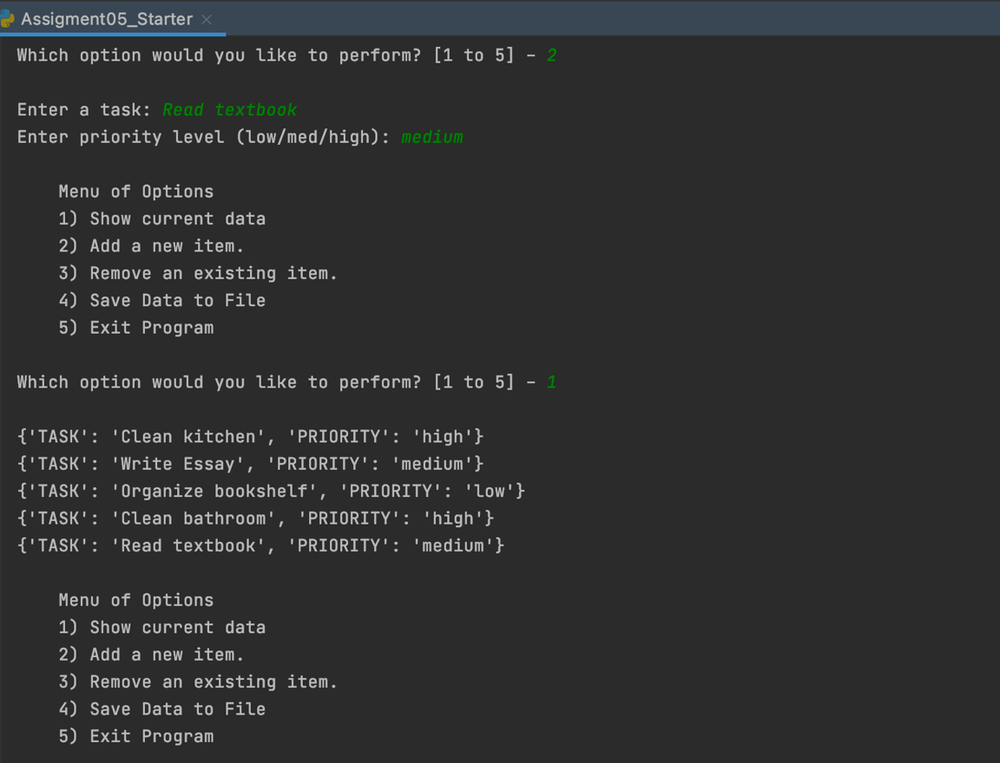 Assigment05_Starter
Which option would you like to perform? [1 to 5] - 2
Enter a task: Read textbook
Enter priority level (low/med/high): medium
Menu of Options
1) Show current data
2) Add a new item.
3) Remove an existing item.
4) Save Data to File
5) Exit Program
Which option would you like to perform? [1 to 5] - 1
{'TASK': 'Clean kitchen', 'PRIORITY': 'high'}
{'TASK': 'Write Essay', 'PRIORITY': 'medium'}
{'TASK': 'Organize bookshelf', 'PRIORITY': 'low'}
{'TASK': 'Clean bathroom', 'PRIORITY': 'high'}
{'TASK': 'Read textbook', 'PRIORITY': 'medium'}
Menu of Options
1) Show current data
2) Add a new item.
3) Remove an existing item.
4) Save Data to File
5) Exit Program